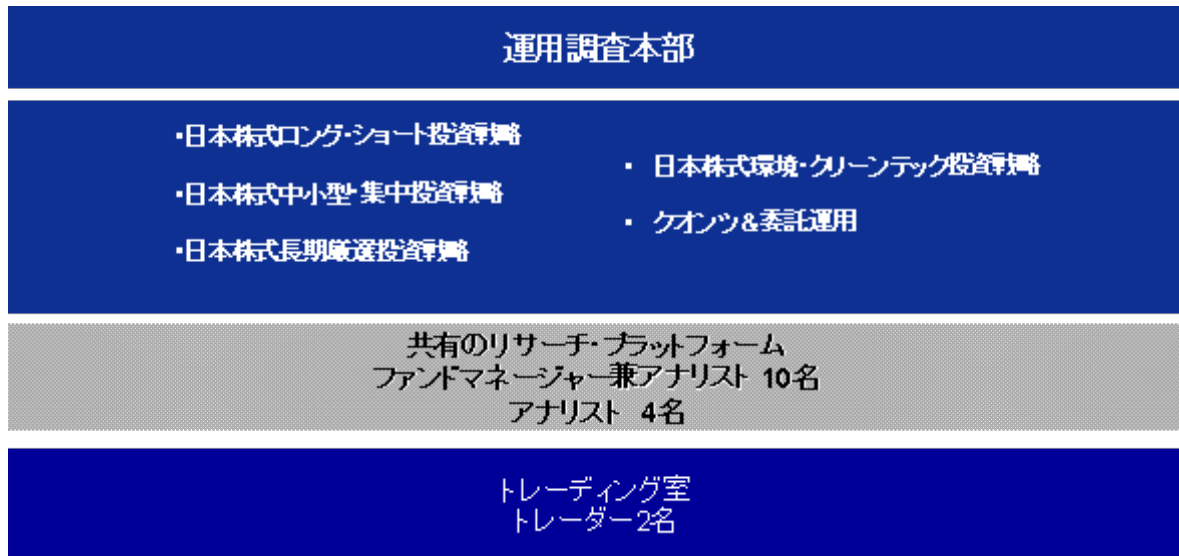 運用調査本部
・日本株式ロング・ショート投資戦略
・日本株式中小型・集中投資戦略
・日本株式長期厳選投資戦略
・ 日本株式環境・クリーンテック投資戦略
・ クオンツ&委託運用
共有のリサーチ・プラットフォーム
ファンドマネージャー兼アナリスト 10名
アナリスト 4名
トレーディング室
トレーダー2名